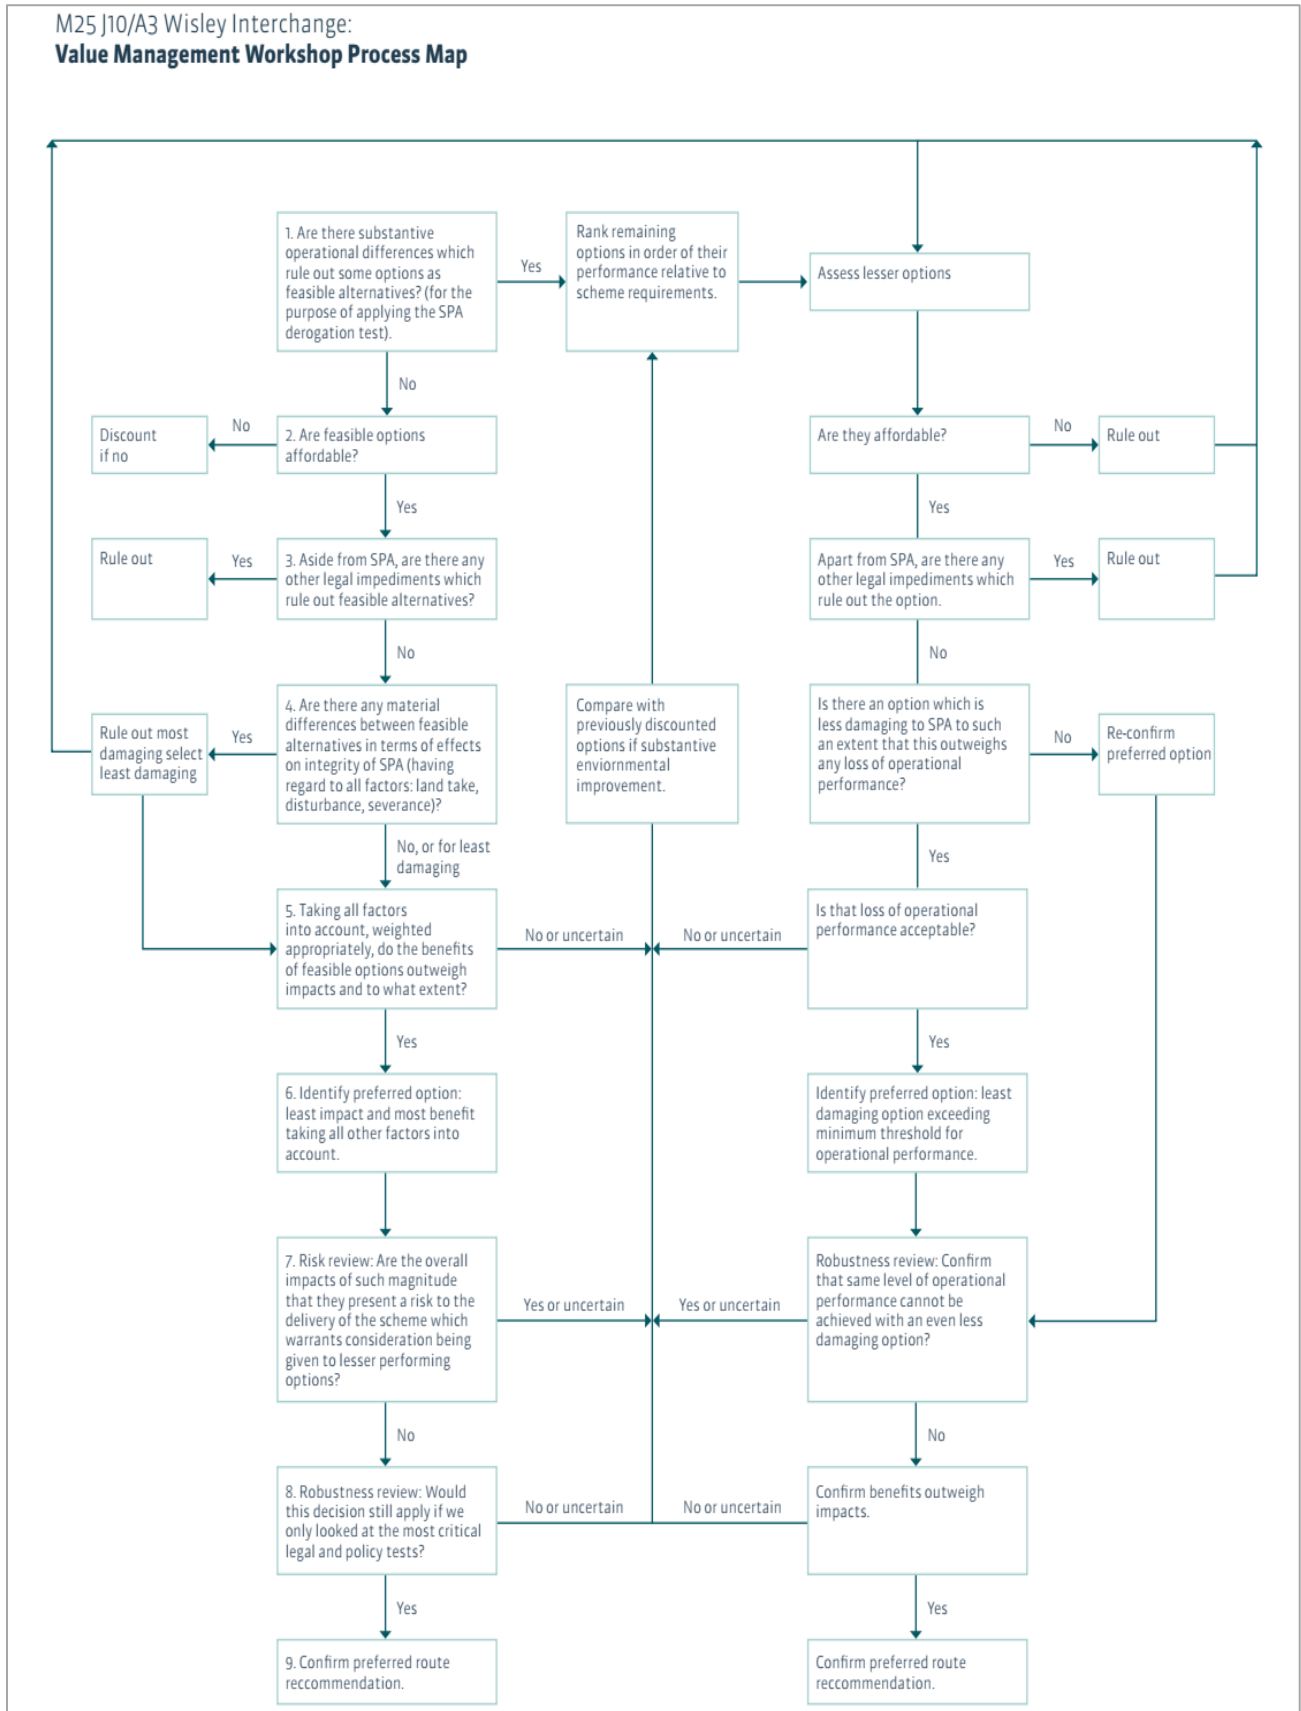 M25 J10/A3 Wisley Interchange:
Value Management Workshop Process Map
1. Are there substantive
operational differences which
rule out some options as
feasible alternatives? (for the
purpose of applying the SPA
derogation test).
Yes
Rank remaining
options in order of their
performance relative to
scheme requirements.
Assess lesser options
No
Discount
if no
No
2. Are feasible options
affordable?
Are they affordable?
No
Rule out
Yes
Yes
Rule out
Yes
3. Aside from SPA, are there any
other legal impediments which
rule out feasible alternatives?
Apart from SPA, are there any
other legal impediments which
rule out the option.
Yes
Rule out
No
No
Rule out most
damaging select
least damaging
Yes
4. Are there any material
differences between feasible
alternatives in terms of effects
on integrity of SPA (having
regard to all factors: land take,
disturbance, severance)?
Compare with
previously discounted
options if substantive
enviornmental
improvement.
Is there an option which is
less damaging to SPA to such
an extent that this outweighs
any loss of operational
performance?
No
Re-confirm
preferred option
No, or for least
damaging
Yes
5. Taking all factors
into account, weighted
appropriately, do the benefits
of feasible options outweigh
impacts and to what extent?
No or uncertain
No or uncertain
Is that loss of operational
performance acceptable?
Yes
Yes
6. Identify preferred option:
least impact and most benefit
taking all other factors into
account.
Identify preferred option: least
damaging option exceeding
minimum threshold for
operational performance.
7. Risk review: Are the overall
impacts of such magnitude
that they present a risk to the
delivery of the scheme which
warrants consideration being
given to lesser performing
options?
Yes or uncertain
Yes or uncertain
Robustness review: Confirm
that same level of operational
performance cannot be
achieved with an even less
damaging option?
No
No
8. Robustness review: Would
this decision still apply if we
only looked at the most critical
legal and policy tests?
No or uncertain
No or uncertain
Confirm benefits outweigh
impacts.
Yes
Yes
9. Confirm preferred route
reccommendation.
Confirm preferred route
reccommendation.